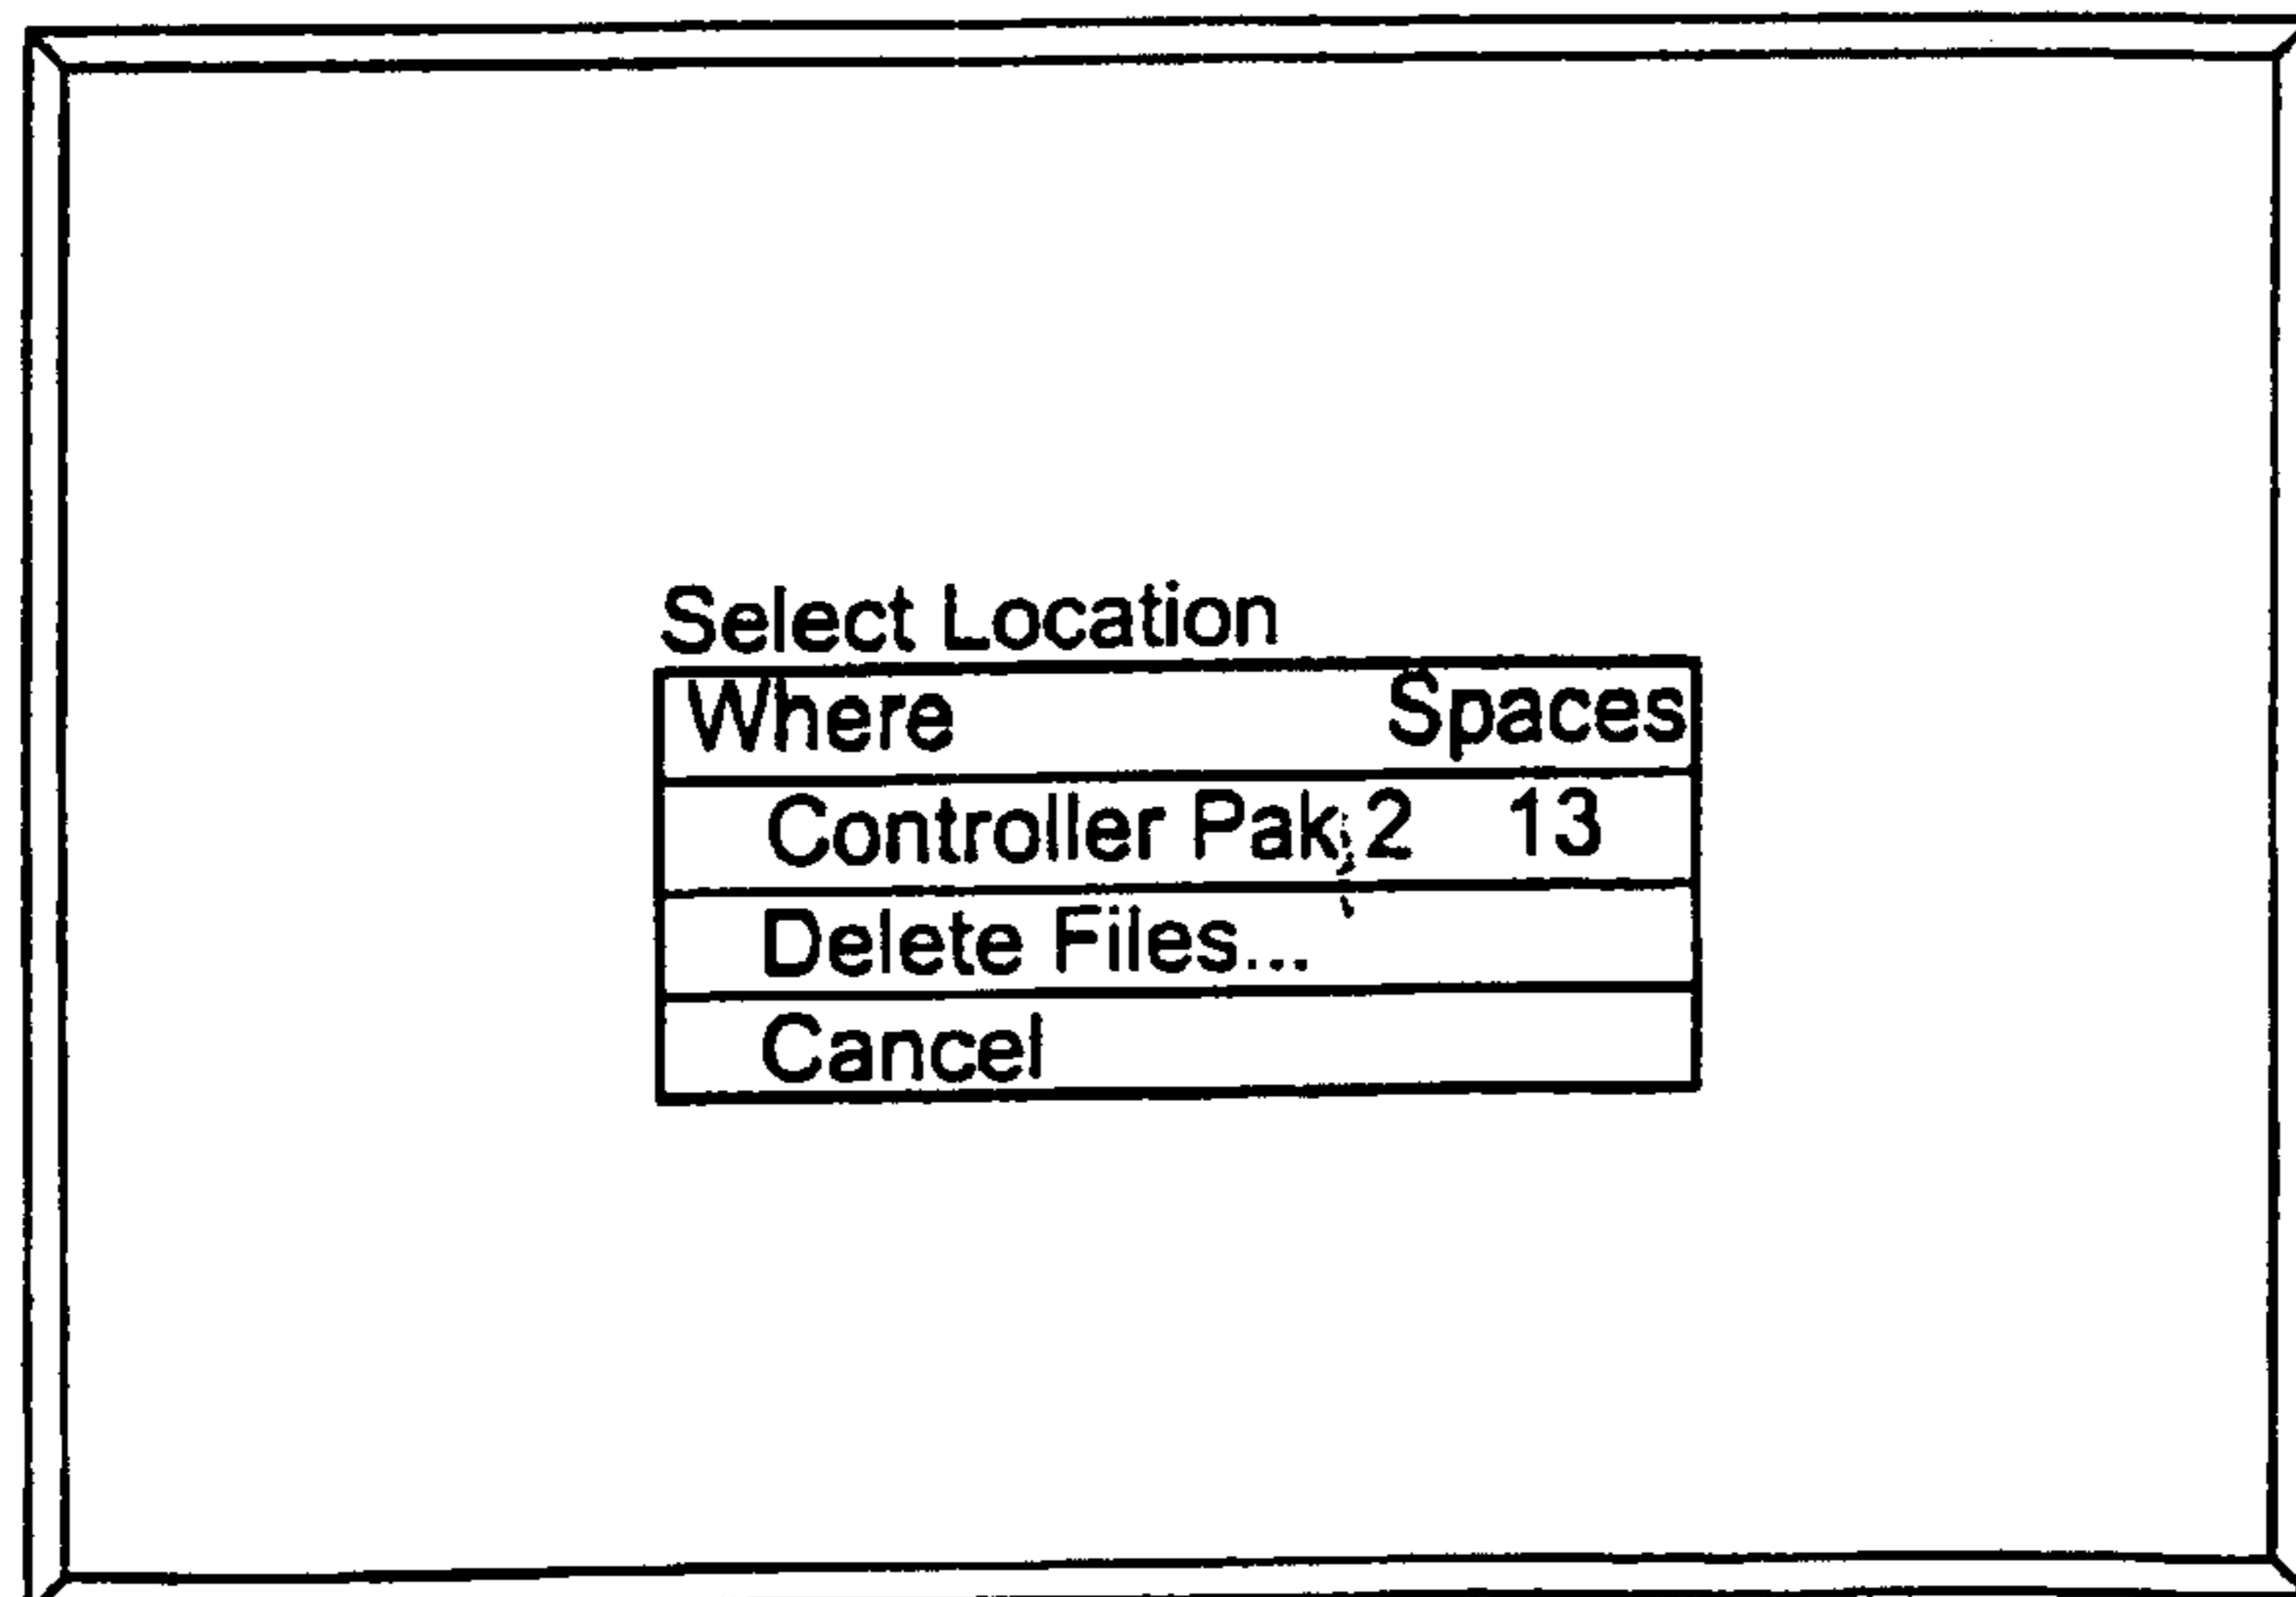 Select Location
Where Spaces
Controller Pak 2 13
Delete Files...
Cancel